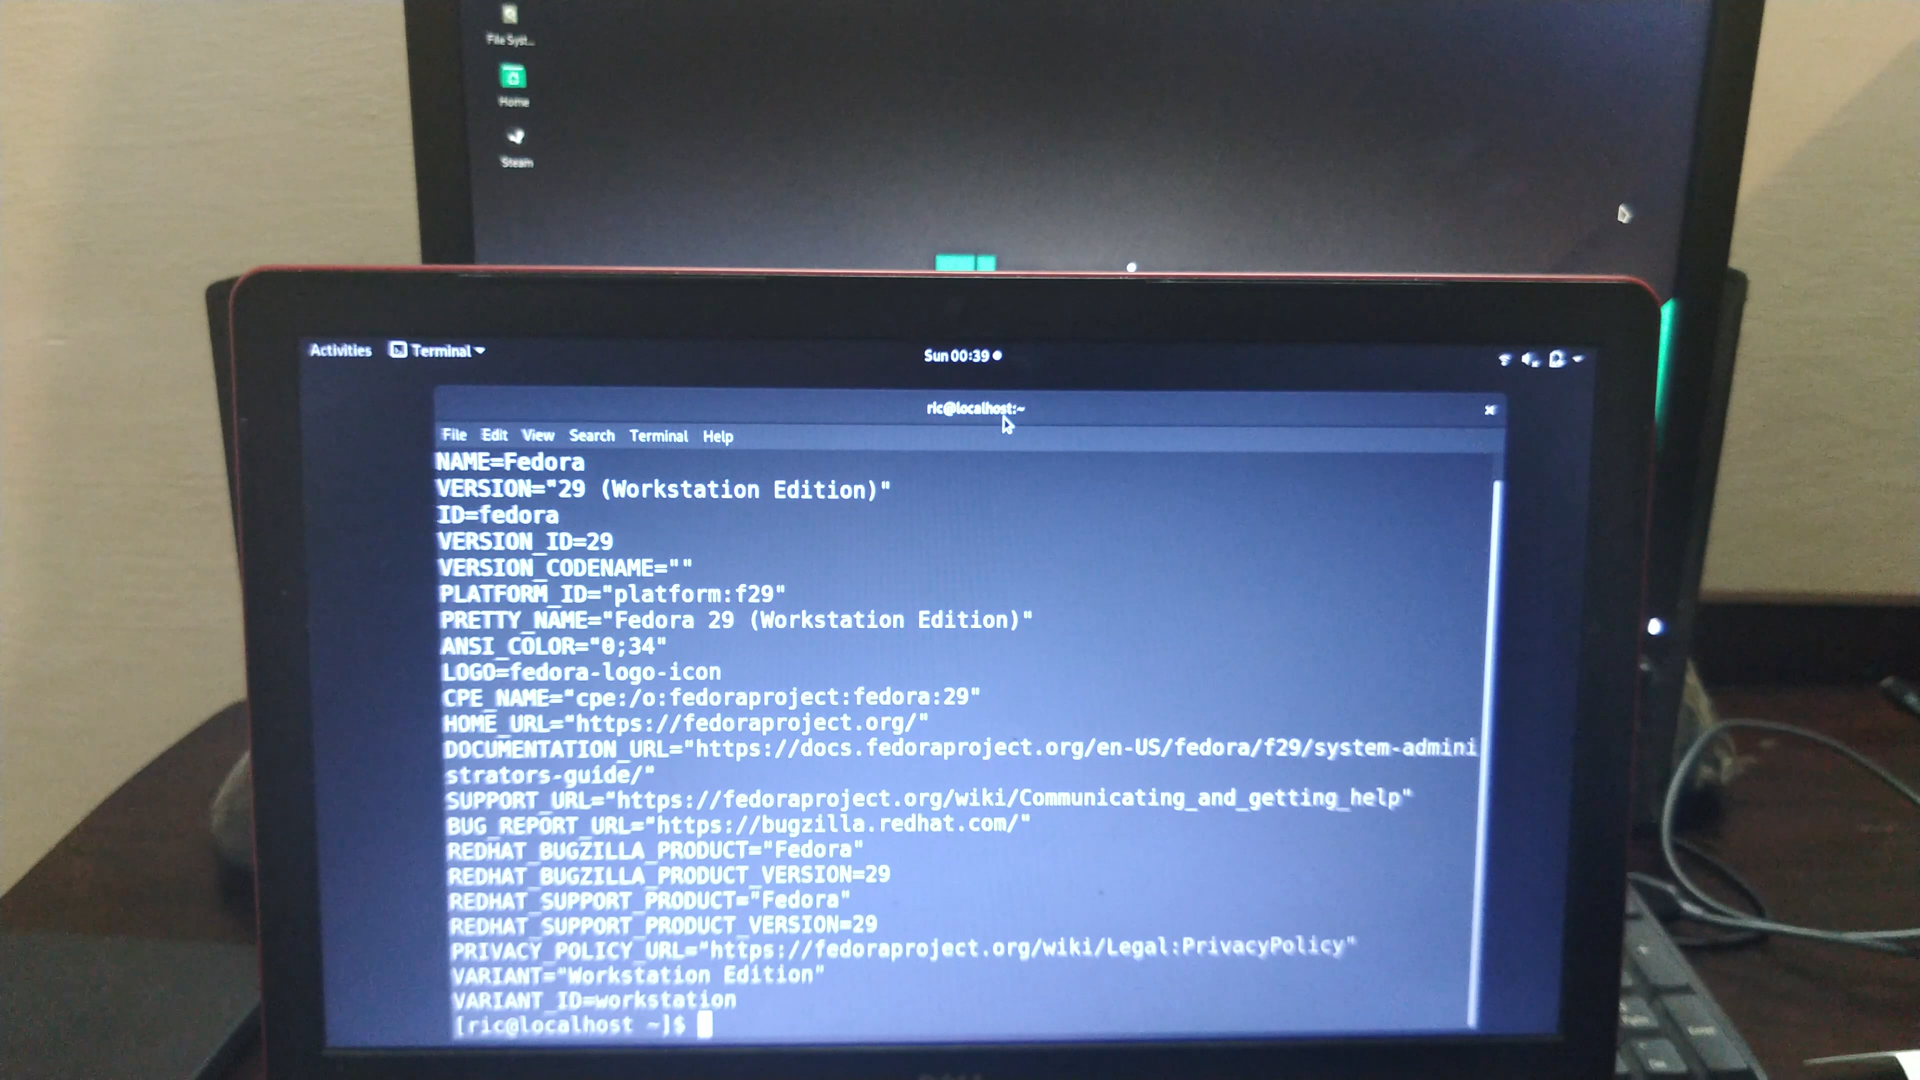 File Syst...
Home
Steam
Activities Terminal Sun 00:39
ric@localhost:~
File Edit View Search Terminal Help
NAME=Fedora
VERSION="29 (Workstation Edition)"
ID=fedora
VERSION_ID=29
VERSION_CODENAME=""
PLATFORM_ID="platform:f29"
PRETTY_NAME="Fedora 29 (Workstation Edition)"
ANSI_COLOR="0;34"
LOGO=fedora-logo-icon
CPE_NAME="cpe:/o:fedoraproject:fedora:29"
HOME_URL="https://fedoraproject.org/"
DOCUMENTATION_URL="https://docs.fedoraproject.org/en-US/fedora/f29/system-admini
strators-guide/"
SUPPORT_URL="https://fedoraproject.org/wiki/Communicating_and_getting_help"
BUG_REPORT_URL="https://bugzilla.redhat.com/"
REDHAT_BUGZILLA_PRODUCT="Fedora"
REDHAT_BUGZILLA_PRODUCT_VERSION=29
REDHAT_SUPPORT_PRODUCT="Fedora"
REDHAT_SUPPORT_PRODUCT_VERSION=29
PRIVACY_POLICY_URL="https://fedoraproject.org/wiki/Legal:PrivacyPolicy"
VARIANT="Workstation Edition"
VARIANT_ID=workstation
[ric@localhost ~]$